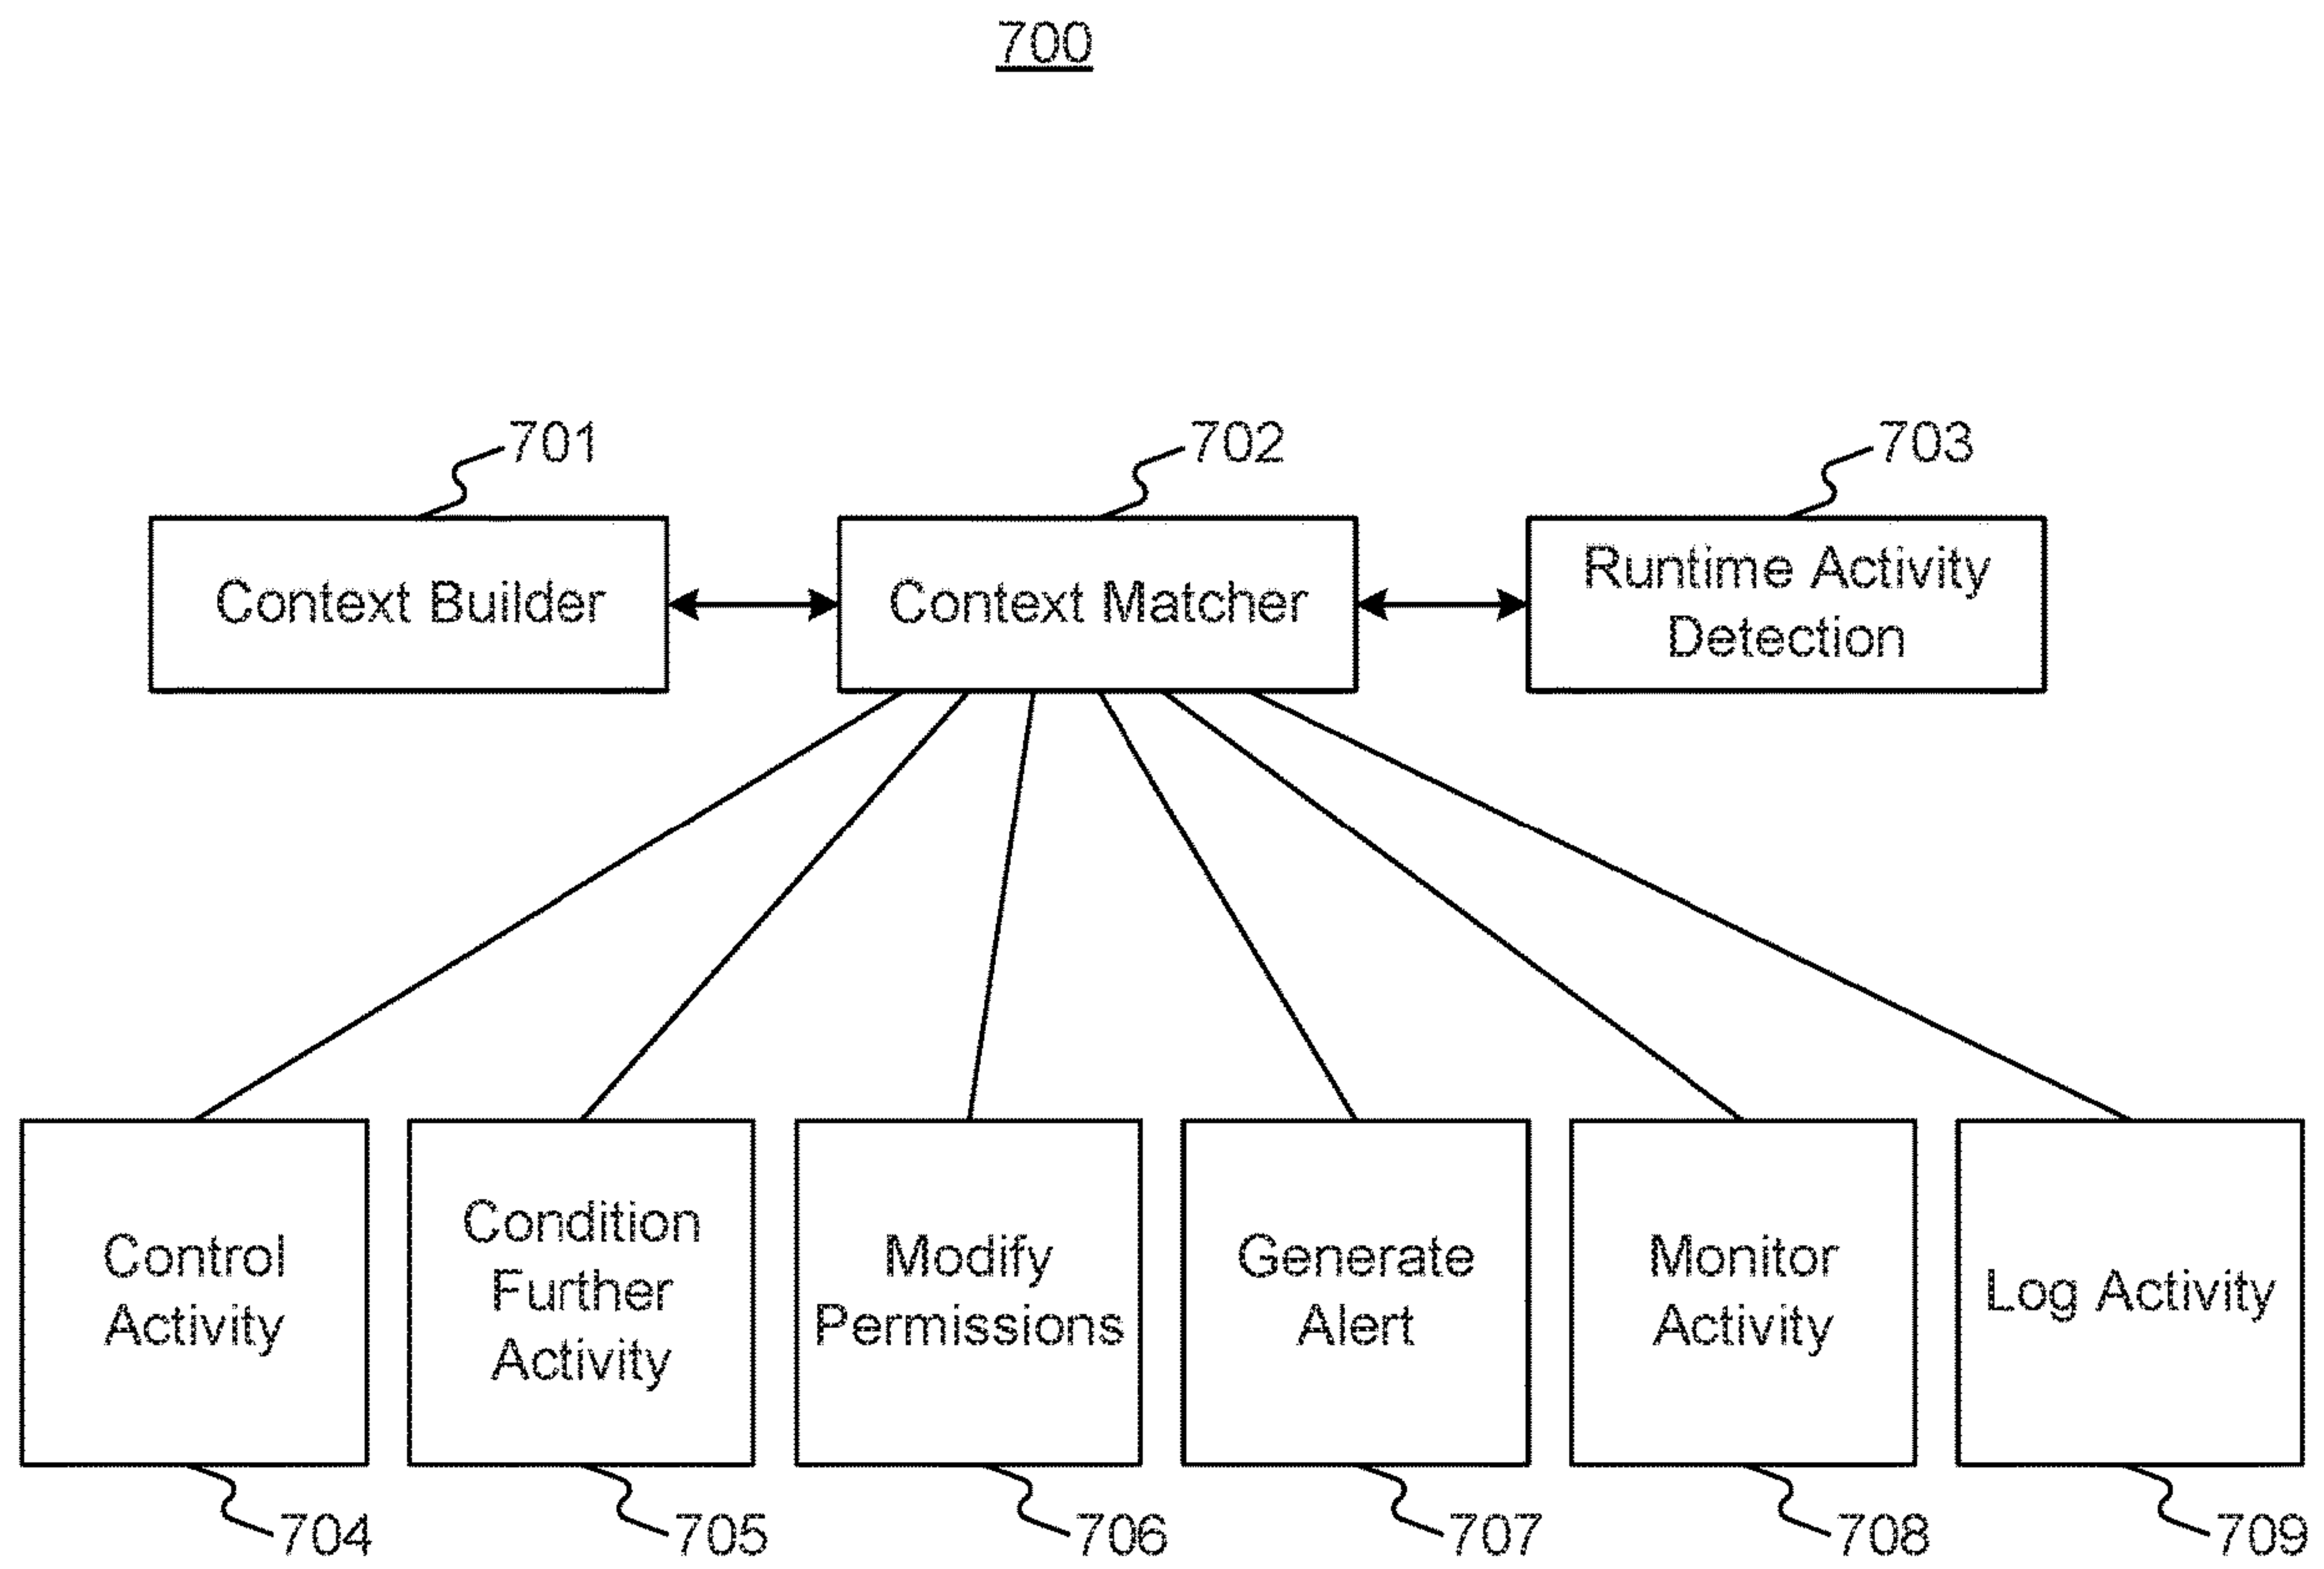 700
701
702
703
Context Builder
Context Matcher
Runtime Activity
Detection
Control
Activity
Condition
Further
Activity
Modify
Permissions
Generate
Alert
Monitor
Activity
Log Activity
704
705
706
707
708
709